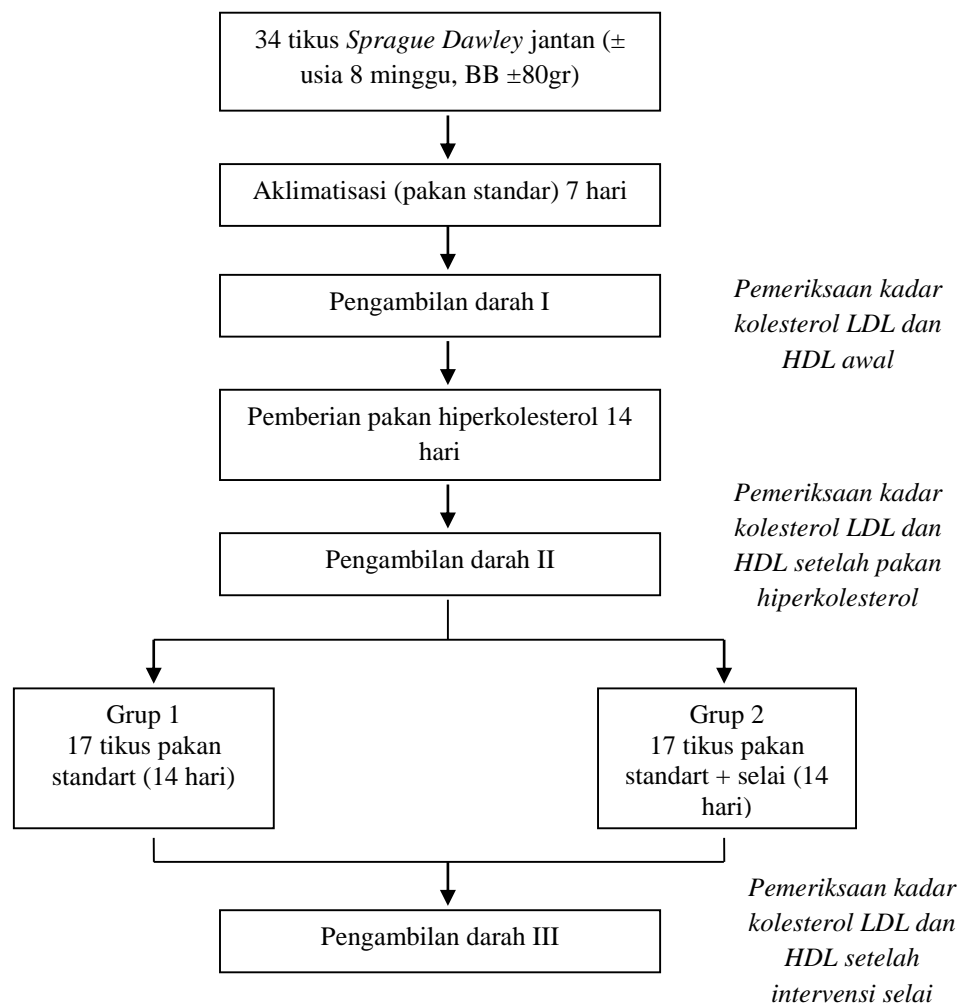 34 tikus Sprague Dawley jantan (±
usia 8 minggu, BB ±80gr)
Aklimatisasi (pakan standar) 7 hari
Pengambilan darah I
Pemeriksaan kadar
kolesterol LDL dan
HDL awal
Pemberian pakan hiperkolesterol 14
hari
Pengambilan darah II
Pemeriksaan kadar
kolesterol LDL dan
HDL setelah pakan
hiperkolesterol
Grup 1
17 tikus pakan
standart (14 hari)
Grup 2
17 tikus pakan
standart + selai (14
hari)
Pengambilan darah III
Pemeriksaan kadar
kolesterol LDL dan
HDL setelah
intervensi selai